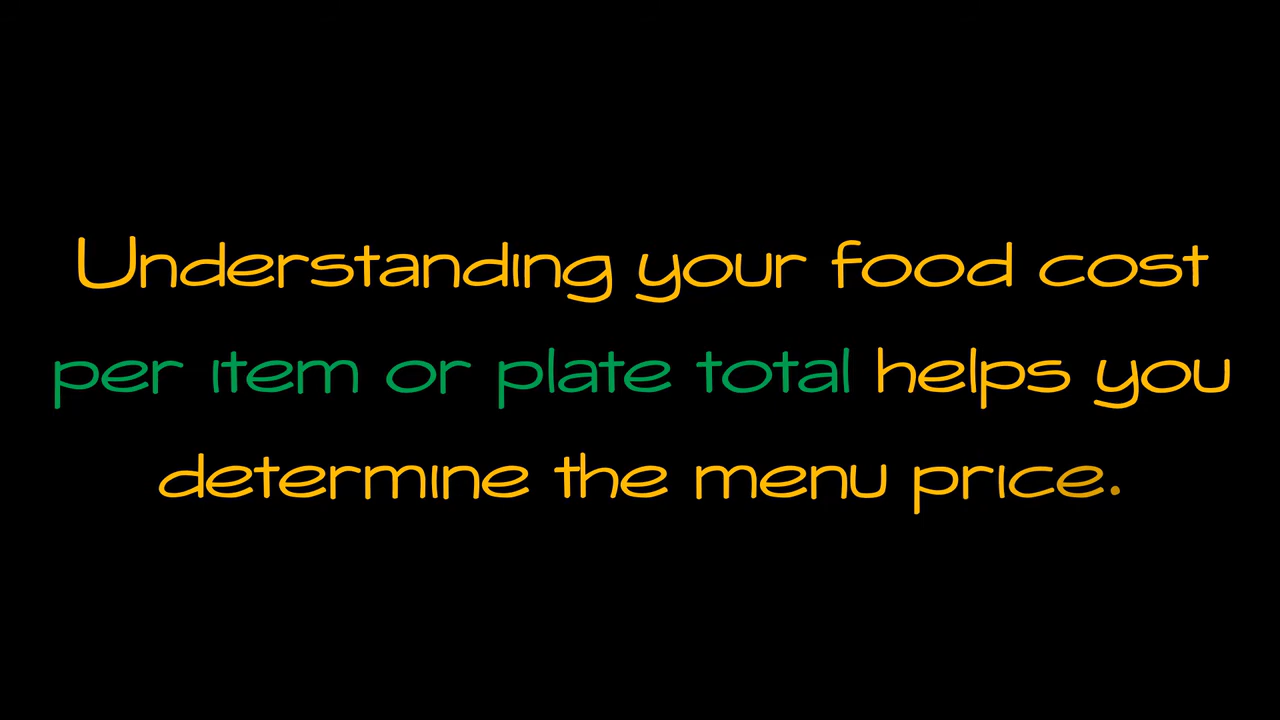 Understanding your food cost
per item or plate total helps you
determine the menu price.